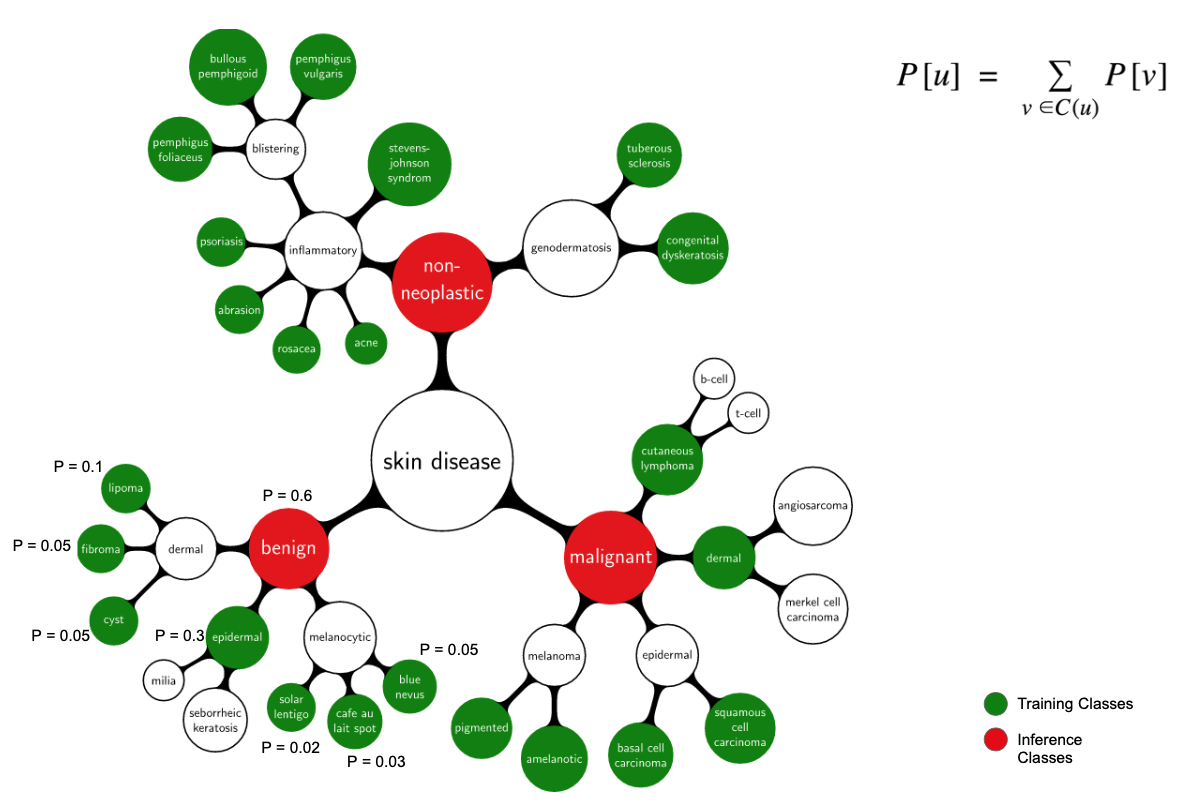 P[u] = ∑ P[v]
v ∈C(u)
bullous
pemphigoid
pemphigus
vulgaris
pemphigus
foliaceus
blistering
stevens-
johnson
syndrom
tuberous
sclerosis
psoriasis
inflammatory
non-
neoplastic
genodermatosis
congenital
dyskeratosis
abrasion
rosacea
acne
skin disease
b-cell
t-cell
cutaneous
lymphoma
P = 0.1
lipoma
P = 0.6
angiosarcoma
P = 0.05
fibroma
dermal
benign
malignant
dermal
cyst
P = 0.05
P = 0.3
epidermal
melanocytic
merkel cell
carcinoma
milia
seborrheic
keratosis
solar
lentigo
cafe au
lait spot
blue
nevus
P = 0.05
P = 0.02
P = 0.03
melanoma
epidermal
pigmented
amelanotic
basal cell
carcinoma
squamous
cell
carcinoma
Training Classes
Inference
Classes